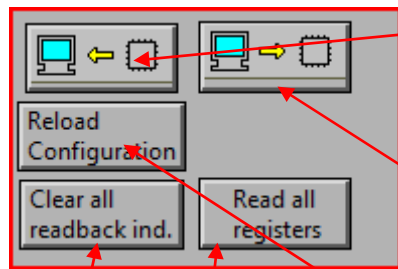 Reload
Configuration
Clear all
readback ind.
Read all
registers